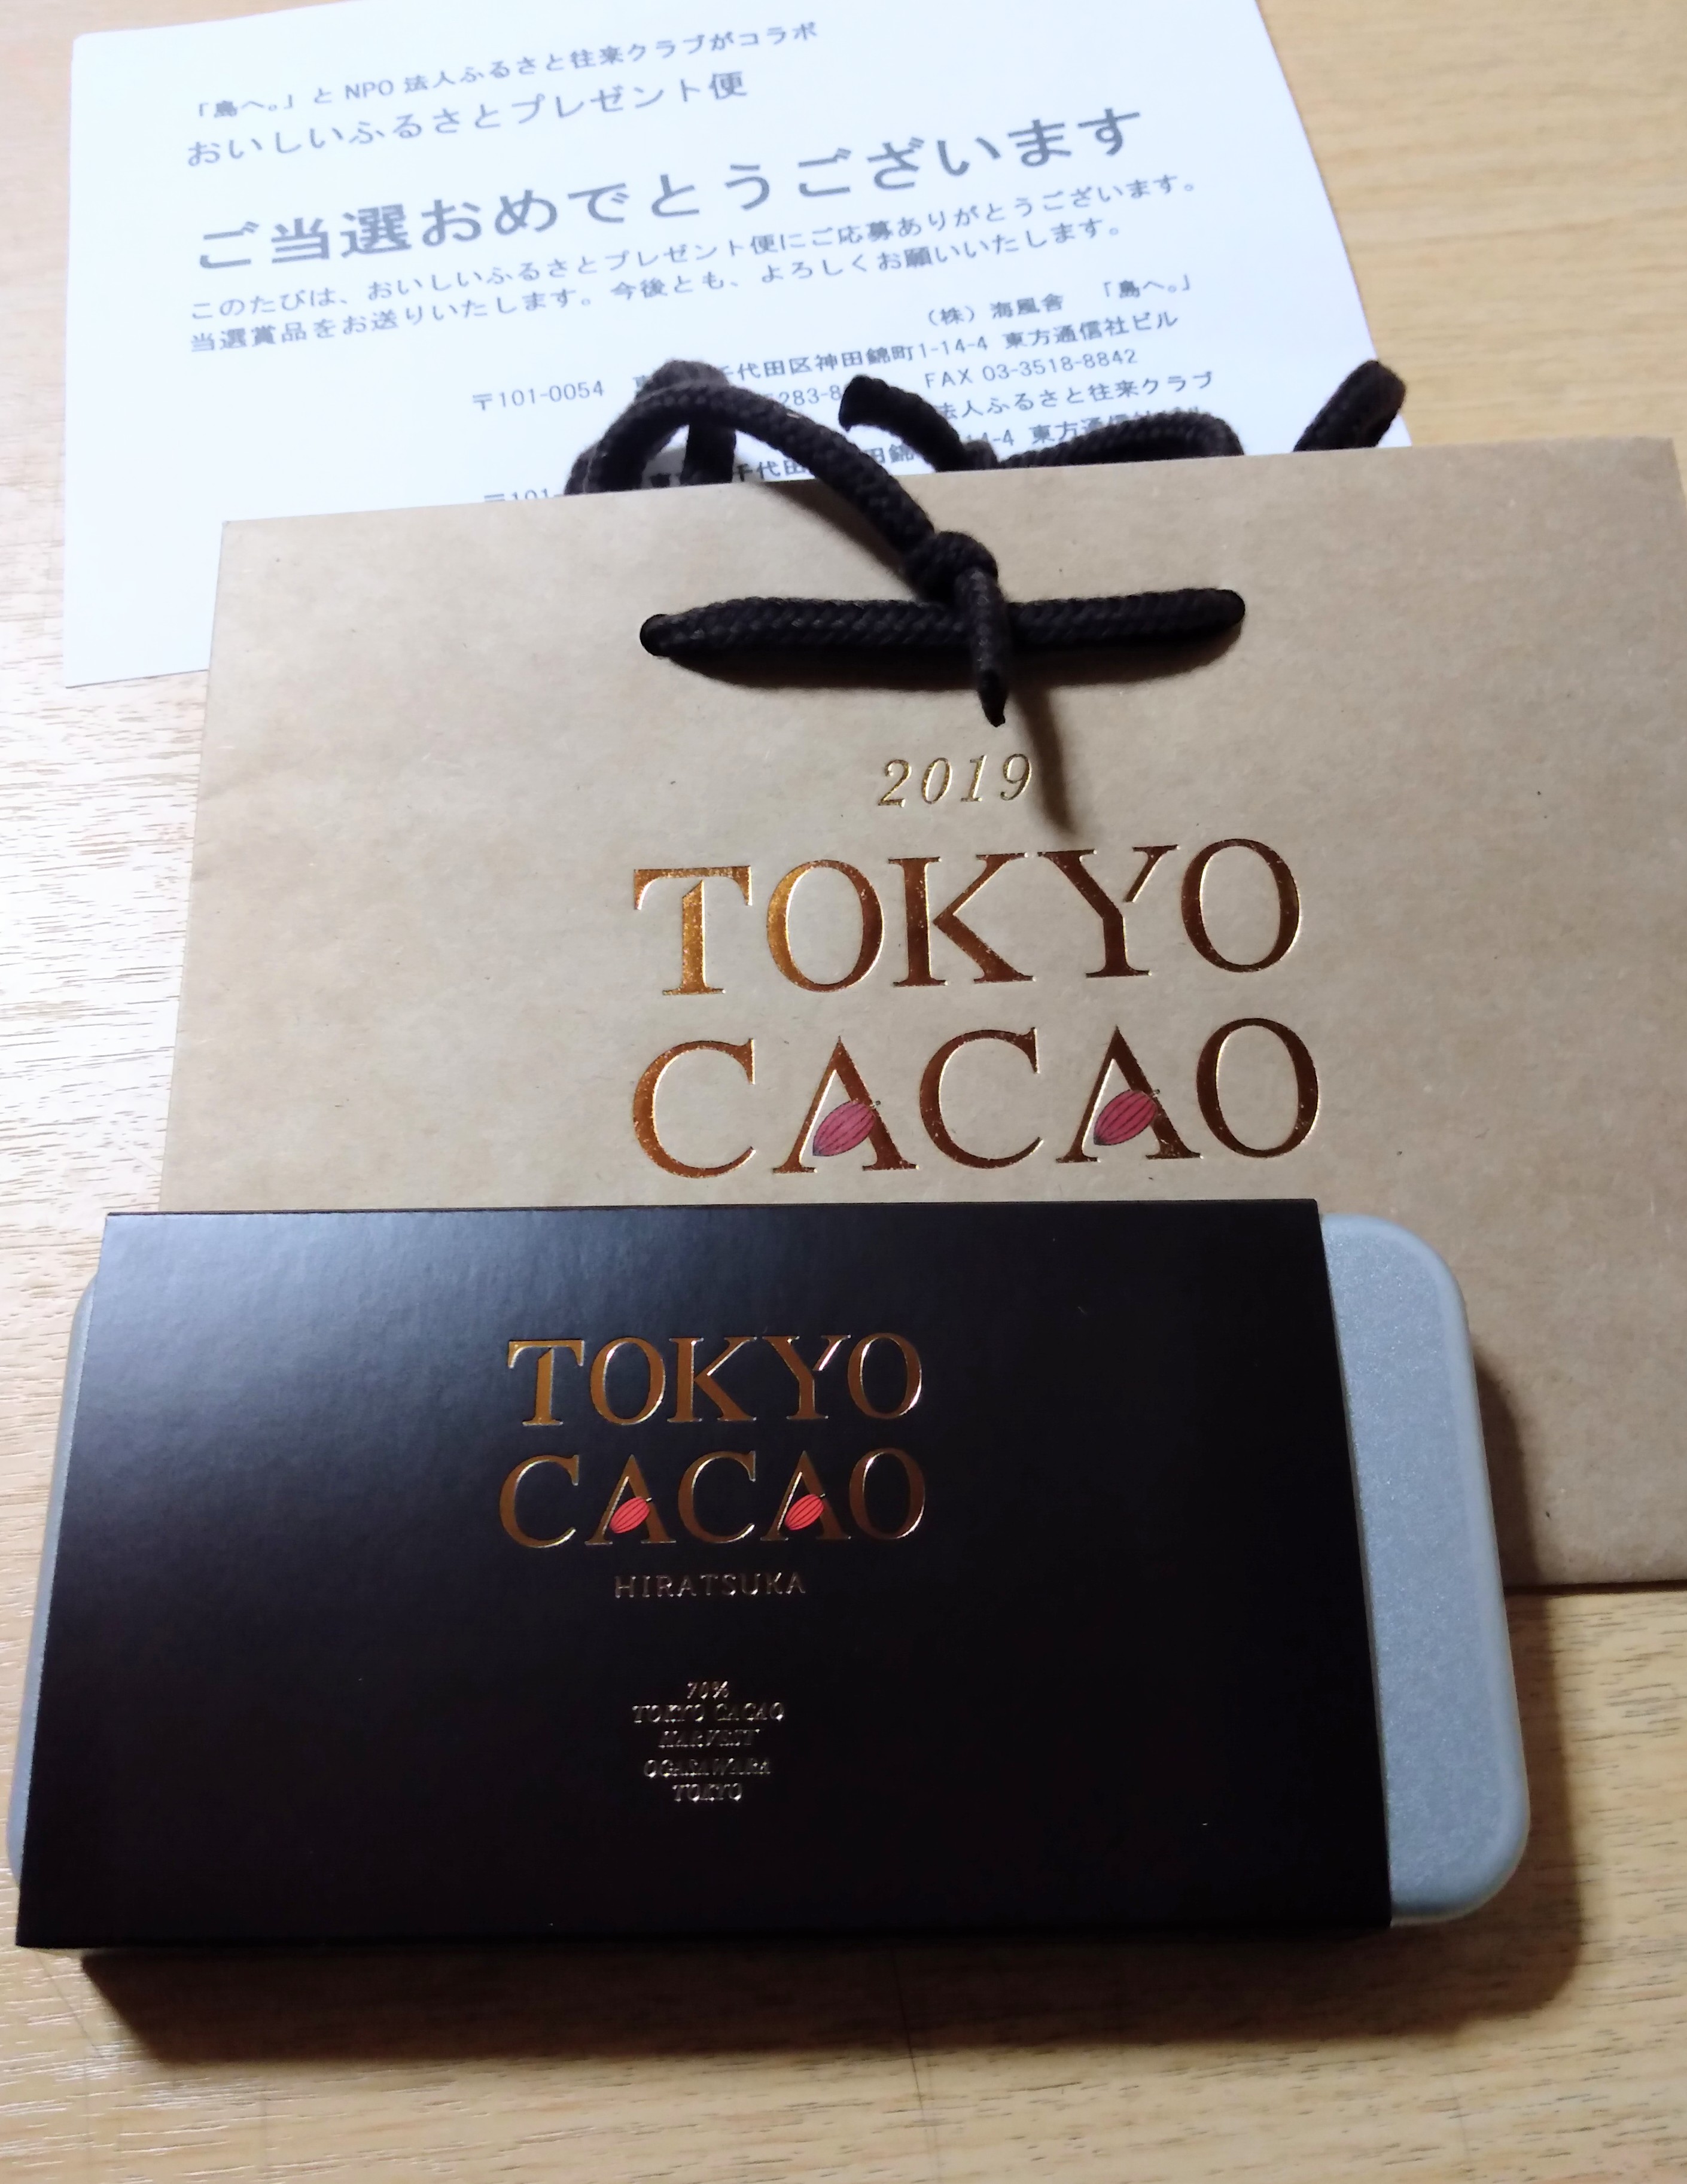 「島へ。」と NPO 法人ふるさと往来クラブがコラボ
おいしいふるさとプレゼント便
ご当選おめでとうございます
このたびは、おいしいふるさとプレゼント便にご応募ありがとうございます。
当選賞品をお送りいたします。今後とも、よろしくお願いいたします。
（株）海風舎 「島へ。」
〒101-0054 千代田区神田錦町1-14-4 東方通信社ビル
FAX 03-3518-8842
法人ふるさと往来クラブ
東方通信社ビル
2019
TOKYO
CACAO
TOKYO
CACAO
HIRATSUKA
70%
TOKYO CACAO
HARVEST
OGASAWARA
TOKYO